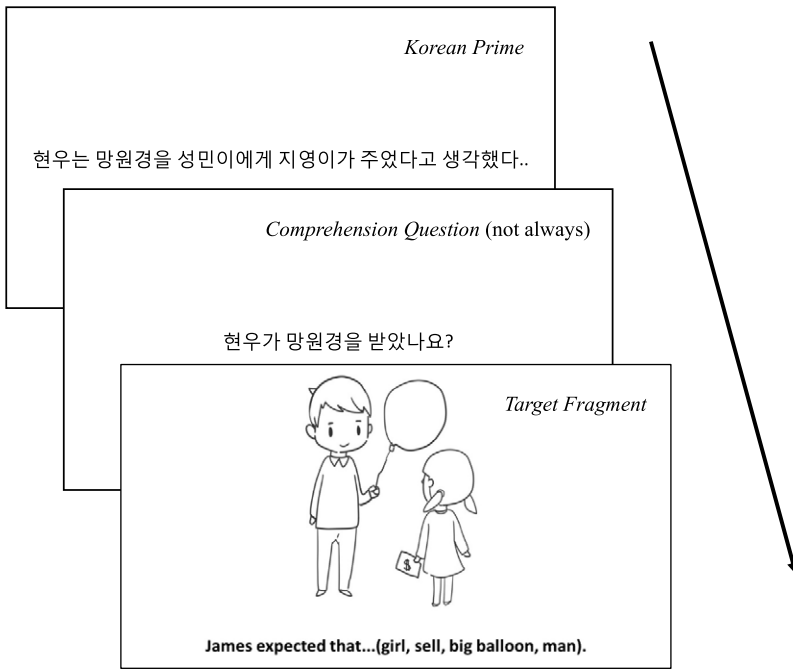 Korean Prime
현우는 망원경을 성민이에게 지영이가 주었다고 생각했다..
Comprehension Question (not always)
현우가 망원경을 받았나요?
Target Fragment
$
James expected that...(girl, sell, big balloon, man).